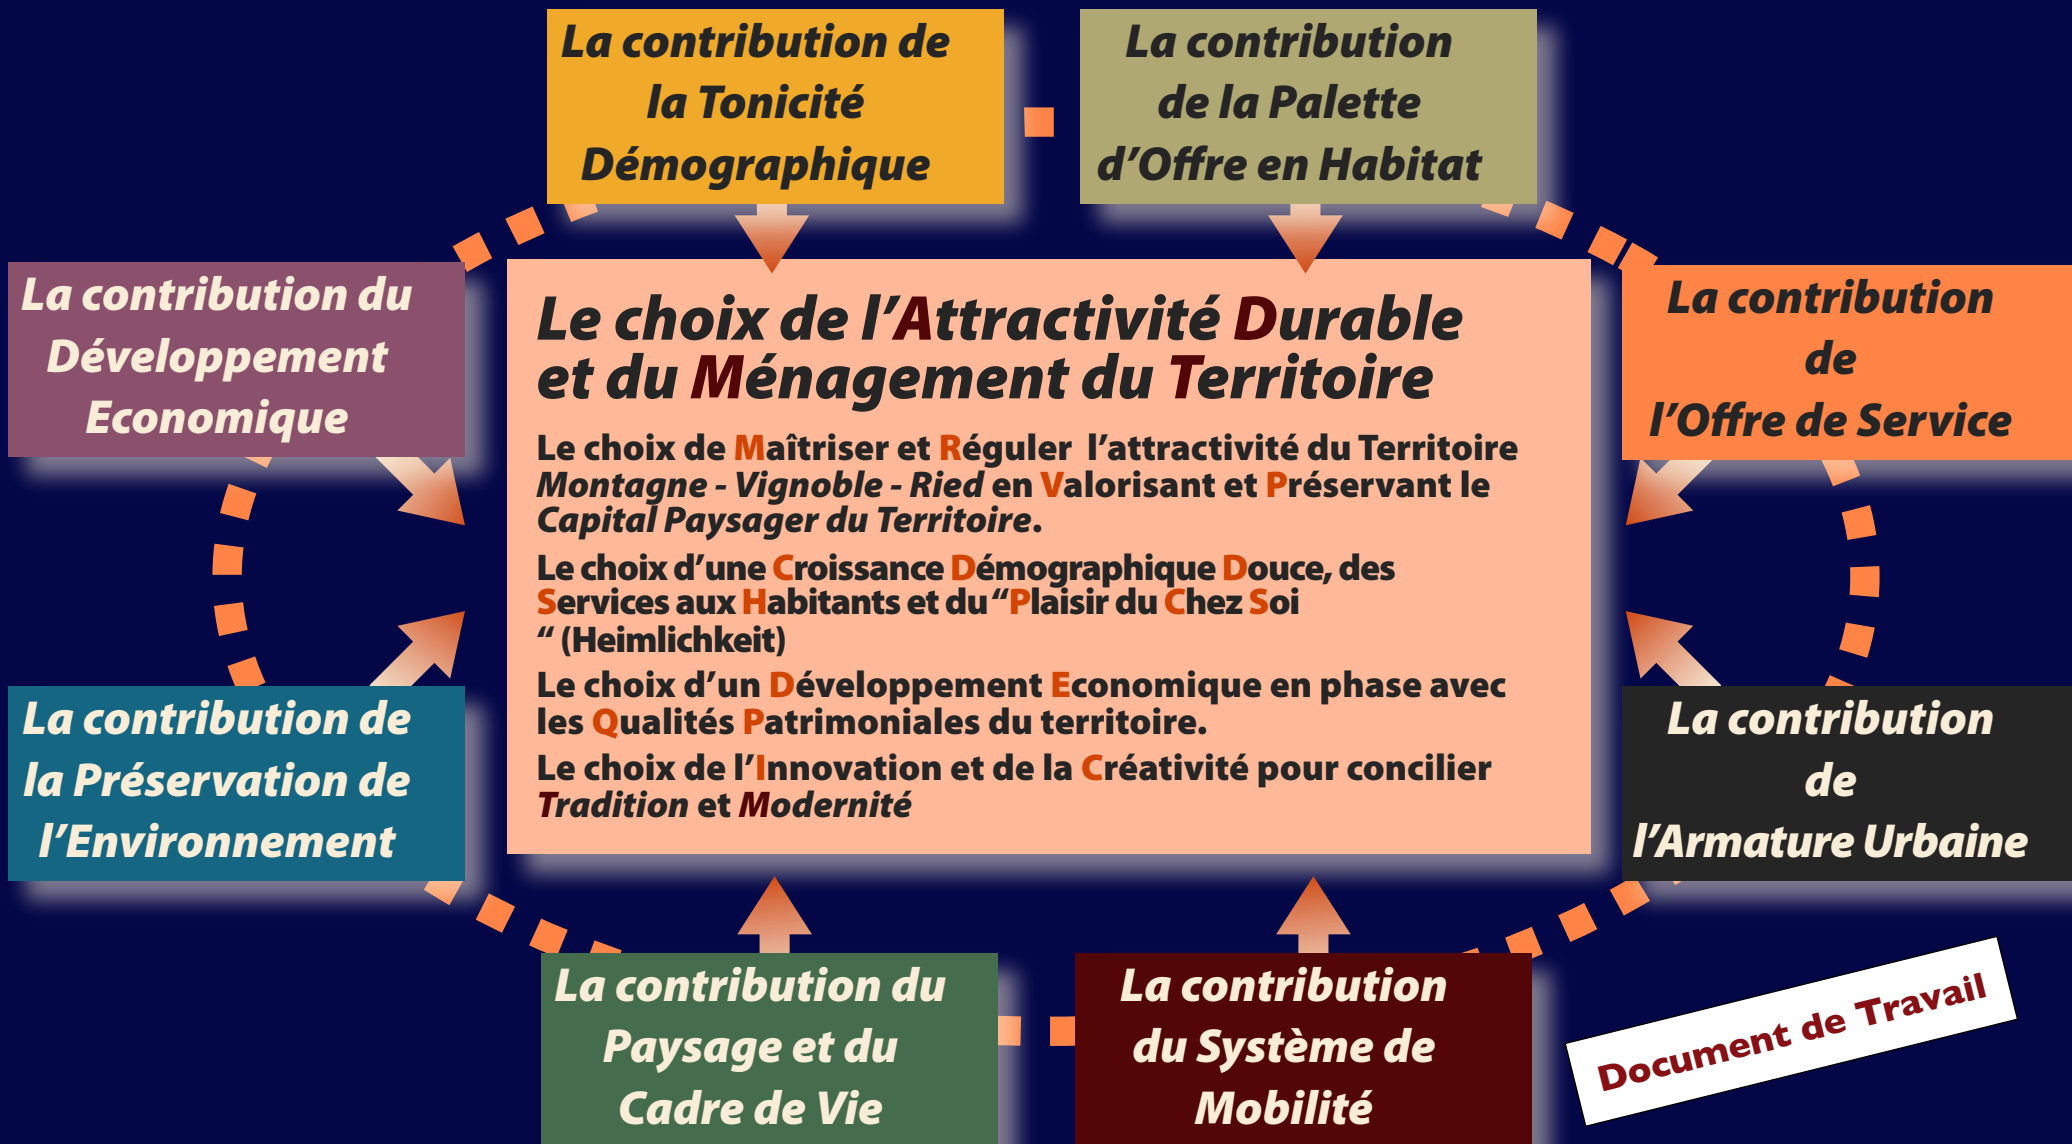 La contribution de
la Tonicité
Démographique
La contribution
de la Palette
d’Offre en Habitat
La contribution du
Développement
Economique
La contribution
de
l’Offre de Service
Le choix de l’Attractivité Durable
et du Ménagement du Territoire
Le choix de Maîtriser et Réguler l’attractivité du Territoire
Montagne - Vignoble - Ried en Valorisant et Préservant le
Capital Paysager du Territoire.
Le choix d’une Croissance Démographique Douce, des
Services aux Habitants et du “Plaisir du Chez Soi
“ (Heimlichkeit)
Le choix d’un Développement Economique en phase avec
les Qualités Patrimoniales du territoire.
Le choix de l’Innovation et de la Créativité pour concilier
Tradition et Modernité
La contribution de
la Préservation de
l’Environnement
La contribution
de
l’Armature Urbaine
La contribution du
Paysage et du
Cadre de Vie
La contribution
du Système de
Mobilité
Document de Travail